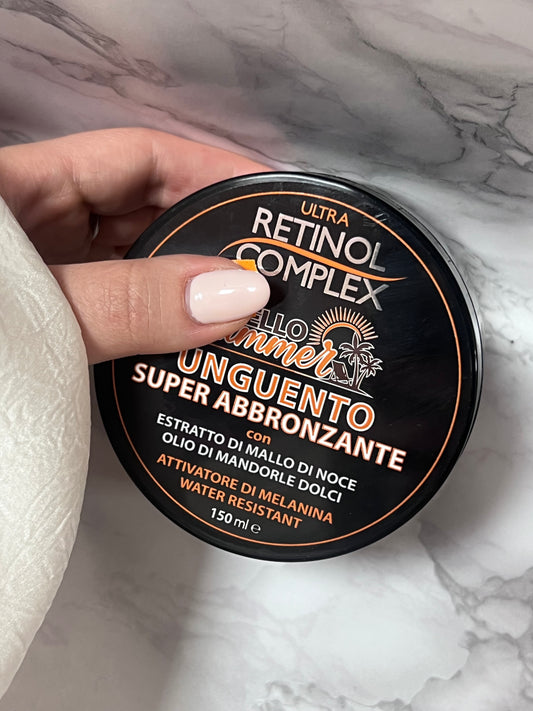 ULTRA
RETINOL
COMPLEX
ELLO
UNGUENTO
SUPER ABBRONZANTE
con
ESTRATTO DI MALLO DI NOCE
OLIO DI MANDORLE DOLCI
ATTIVATORE DI MELANINA
WATER RESISTANT
150 ml ℮